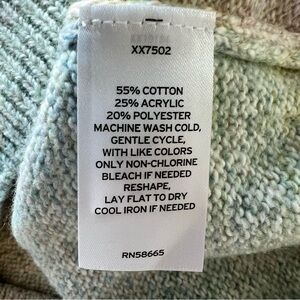 XX7502
55% COTTON
25% ACRYLIC
20% POLYESTER
MACHINE WASH COLD,
GENTLE CYCLE,
WITH LIKE COLORS
ONLY NON-CHLORINE
BLEACH IF NEEDED
RESHAPE,
LAY FLAT TO DRY
COOL IRON IF NEEDED
RN58665